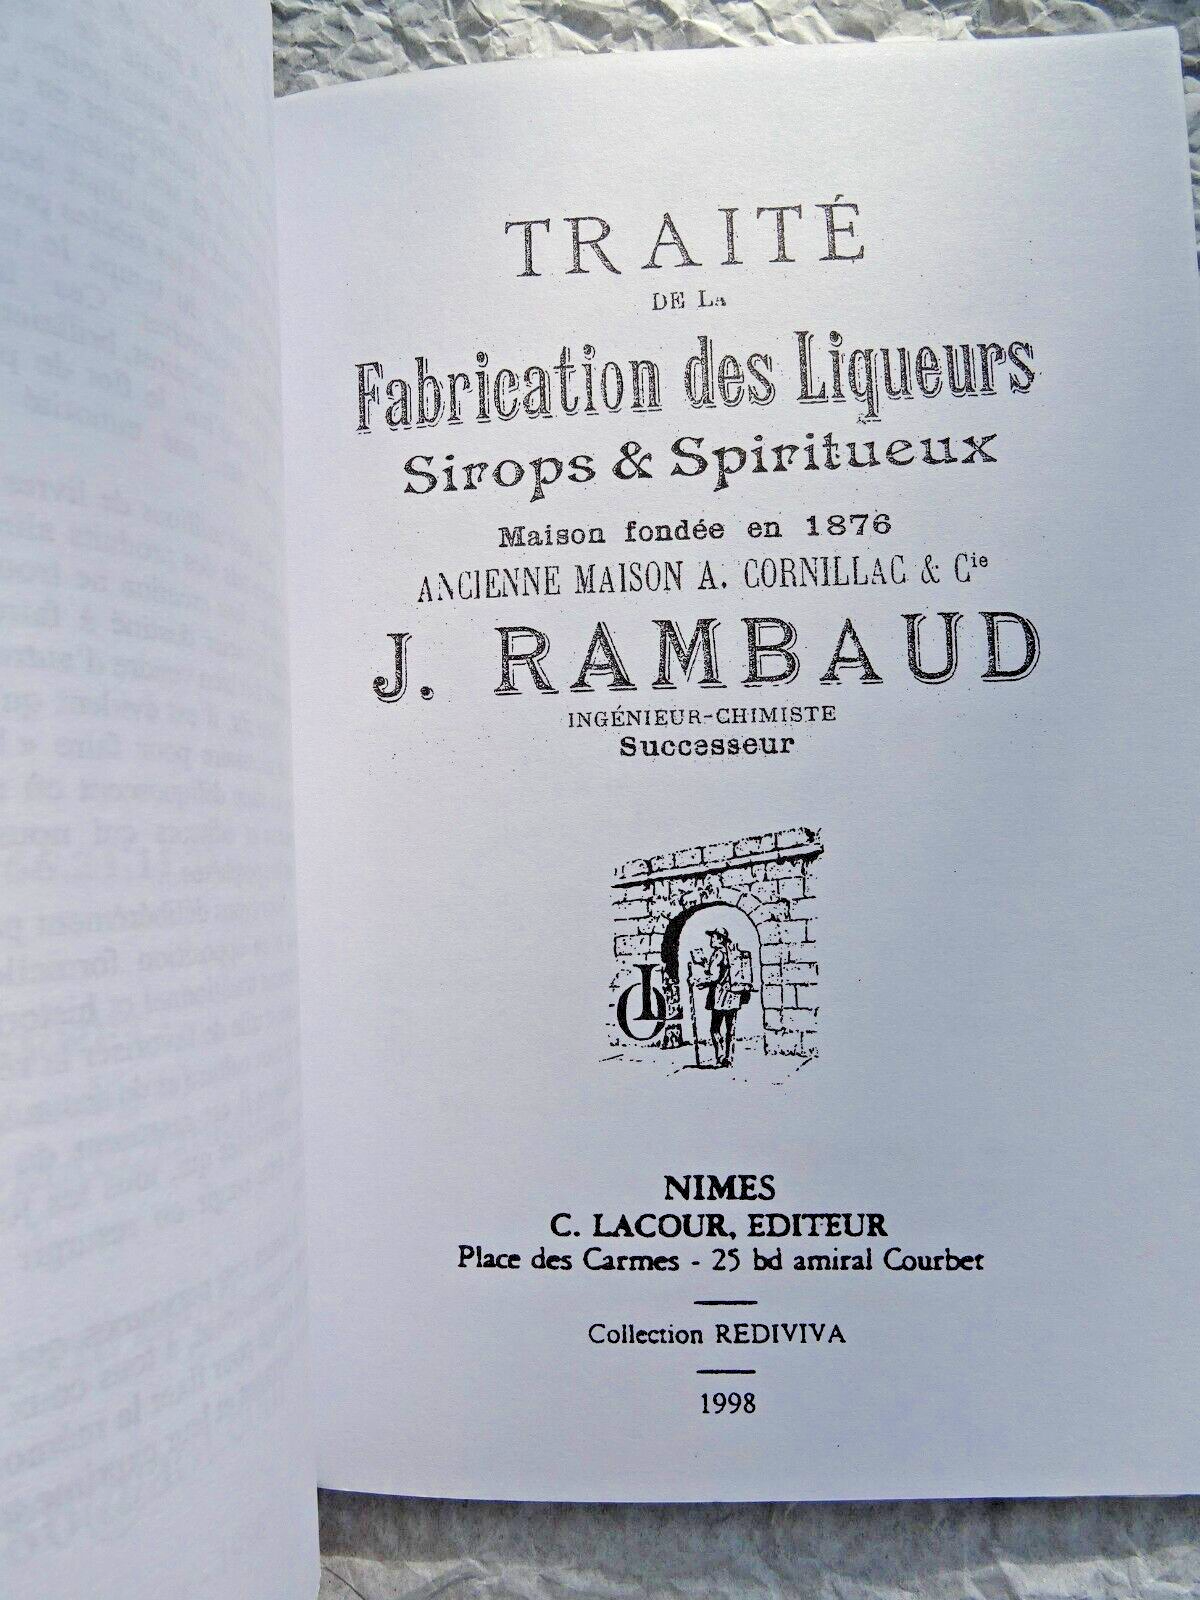 TRAITÉ
DE LA
Fabrication des Liqueurs
Sirops & Spiritueux
Maison fondée en 1876
ANCIENNE MAISON A. CORNILLAC & Cie
J. RAMBAUD
INGÉNIEUR-CHIMISTE
Successeur
NIMES
C. LACOUR, EDITEUR
Place des Carmes - 25 bd amiral Courbet
Collection REDIVIVA
1998